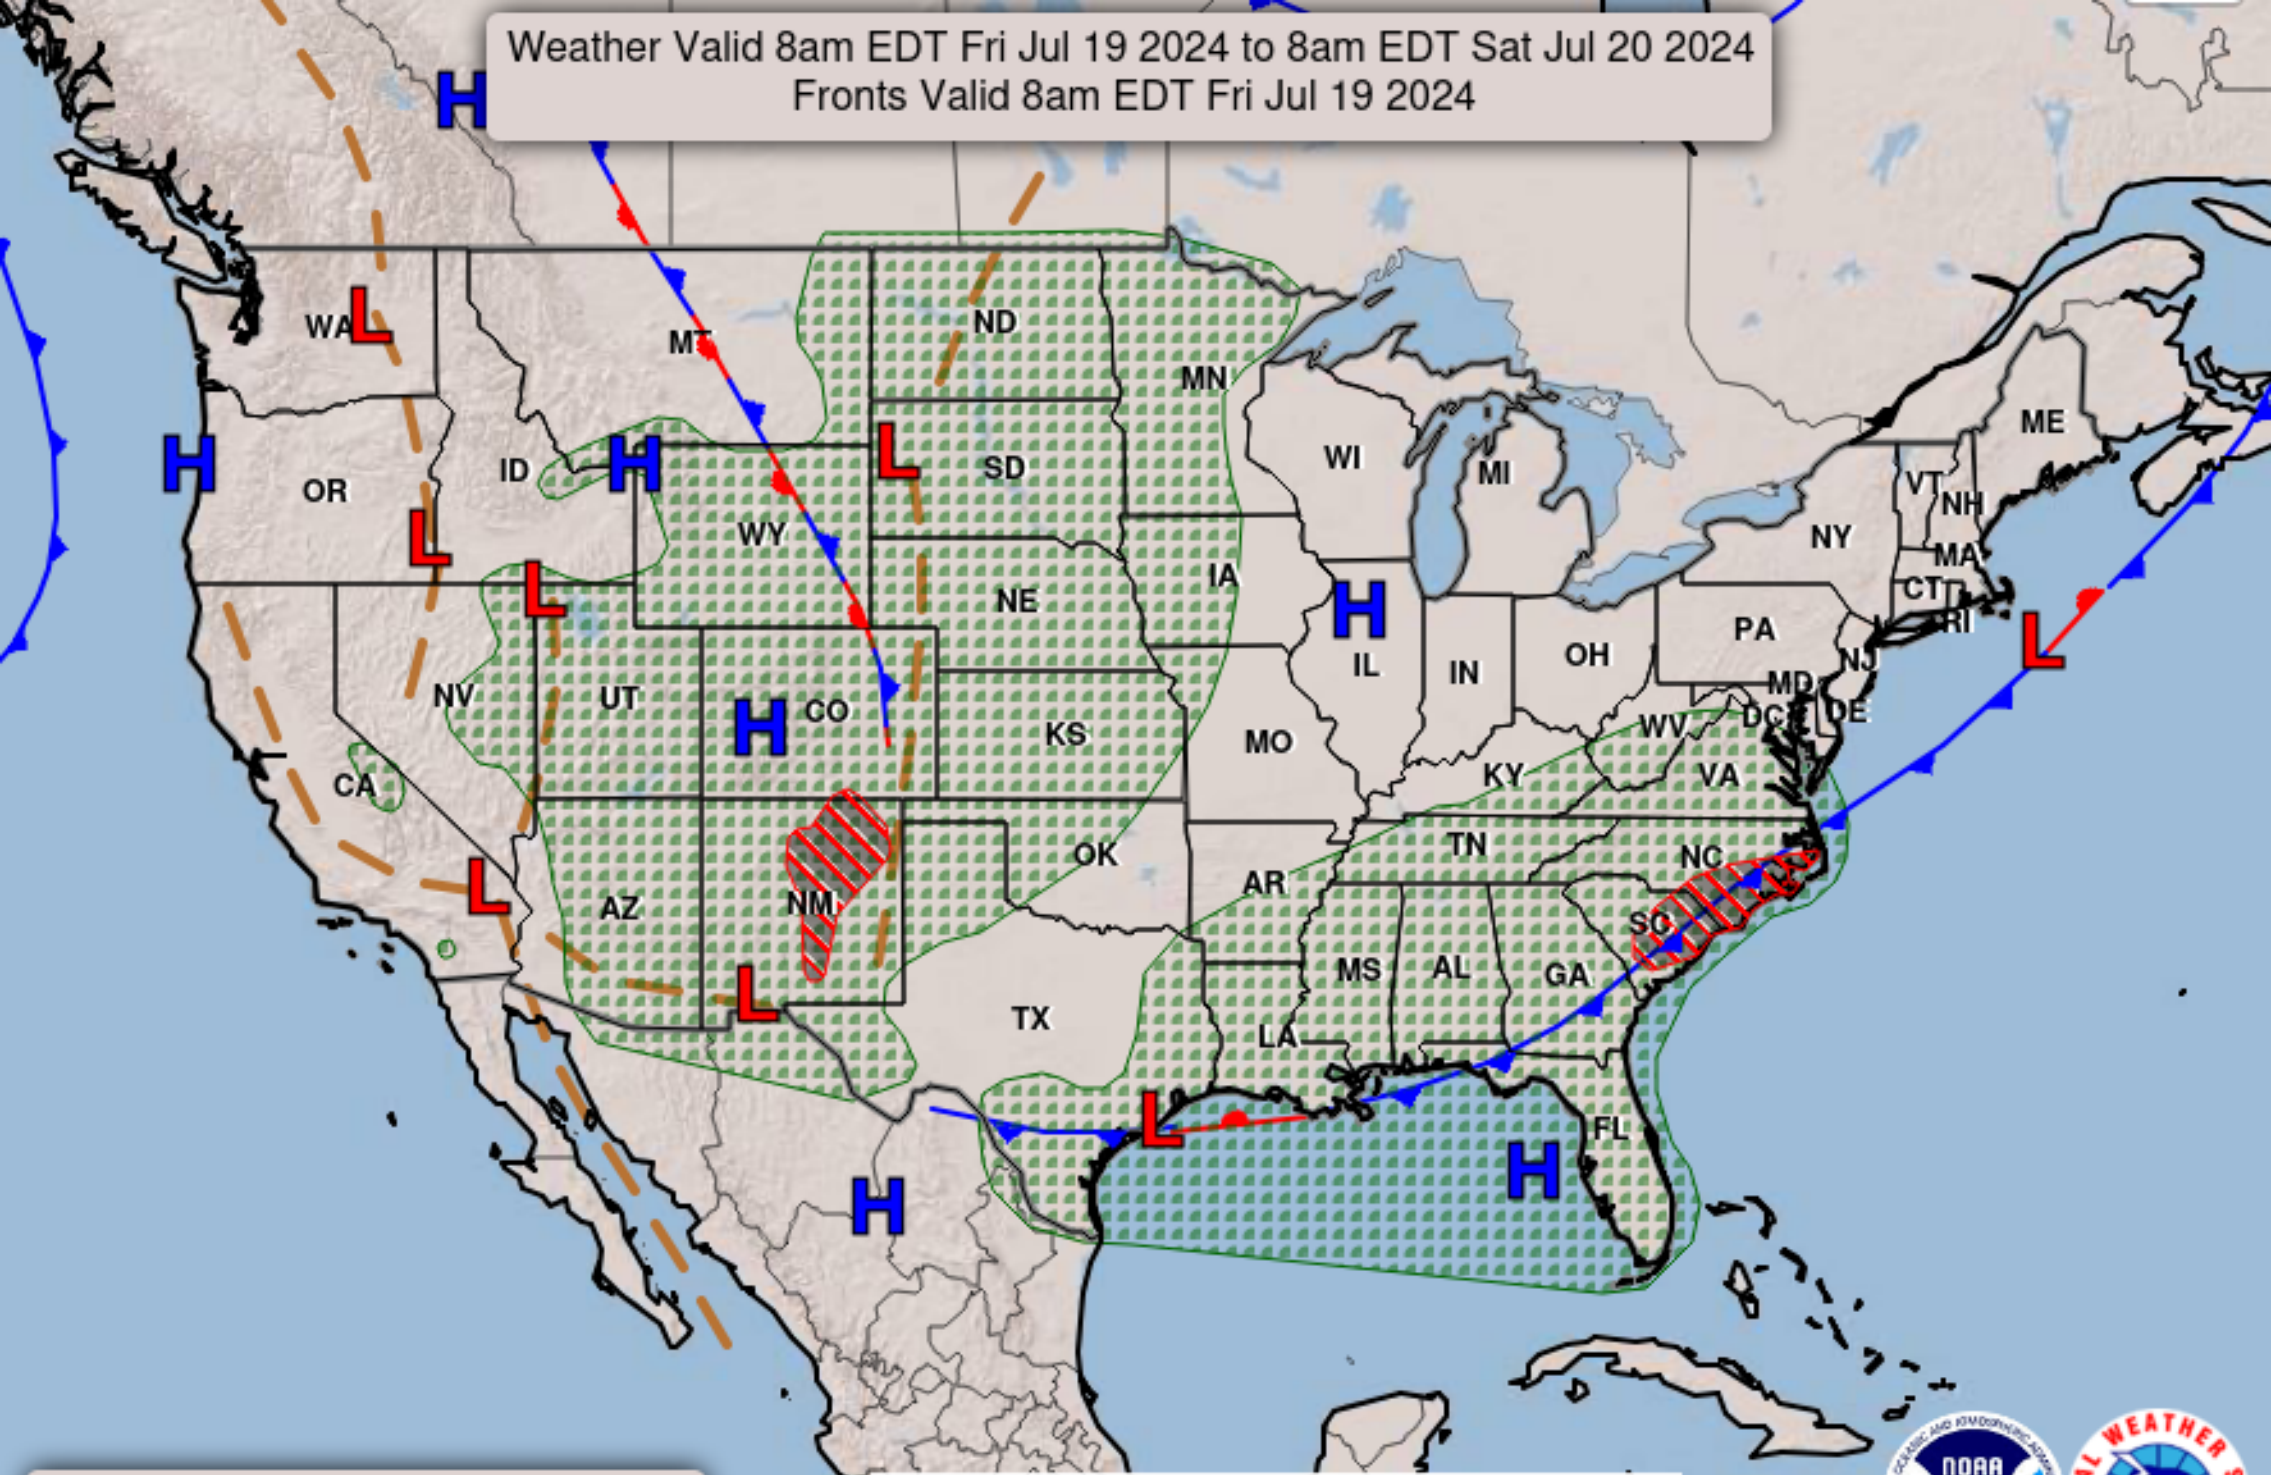 Weather Valid 8am EDT Fri Jul 19 2024 to 8am EDT Sat Jul 20 2024
Fronts Valid 8am EDT Fri Jul 19 2024
H
WA L
MT
ND
MN
ME
H
OR
ID
H
L
SD
WI
MI
VT
NH
L
WY
NY
MA
L
NE
IA
H
CT
RI
PA
L
NV
UT
H
CO
KS
MO
IL
IN
OH
NJ
MD
WV
DC
DE
CA
KY
VA
L
AZ
NM
OK
AR
TN
NC
SC
L
TX
LA
MS
AL
GA
L
H
FL
H
NOAA
WEATHER